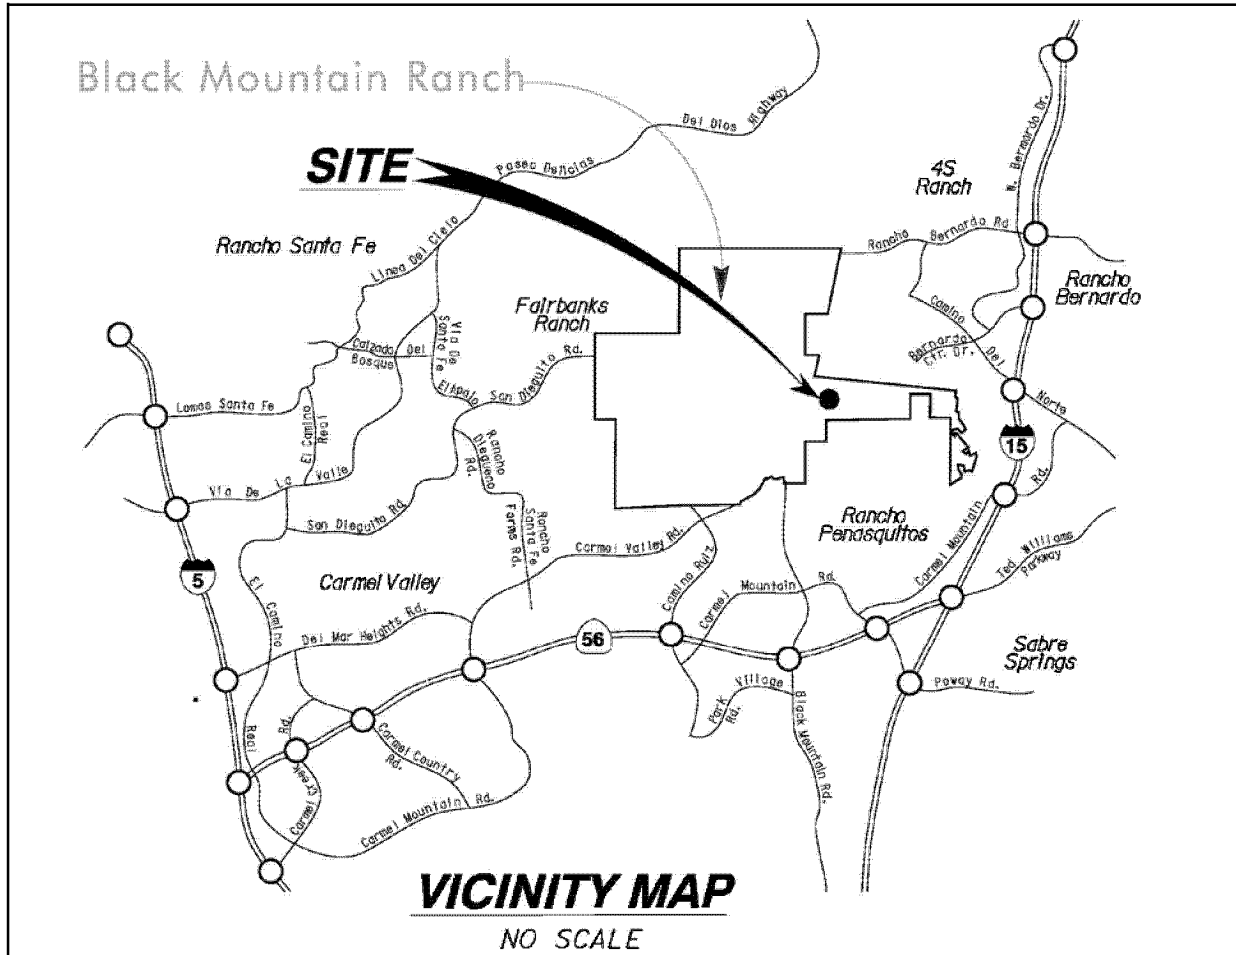 Black Mountain Ranch
Del Dios
Highway
SITE
Paseo Delicias
4S
Ranch
W. Bernardo Dr.
Rancho Santa Fe
Linea Del Cielo
Rancho
Bernardo Rd
Rancho
Bernardo
Fairbanks
Ranch
Camino
Del
Norte
Bernardo
Ctr. Dr.
Calzada
Del
Bosque
Via De
Santa Fe
El Apajo
San Dieguito
Rd.
Lomas Santa Fe
El Camino
Real
Rancho
Diegueno
Rd.
15
Rd.
Via De La Valle
San Dieguito Rd
Rancho
Santa Fe
Farms Rd.
Rancho
Penasquitos
Carmel Mountain
Carmel Valley Rd.
Ted Williams
Parkway
5
Carmel Valley
El
Camino
Real
Camino Ruiz
Carmel
Mountain
Rd.
Del Mar Heights Rd.
56
Sabre
Springs
Poway Rd.
Village
Park
Rd.
Black Mountain Rd.
Rd.
Carmel Creek
Carmel Country
Rd.
Carmel Mountain Rd.
VICINITY MAP
NO SCALE